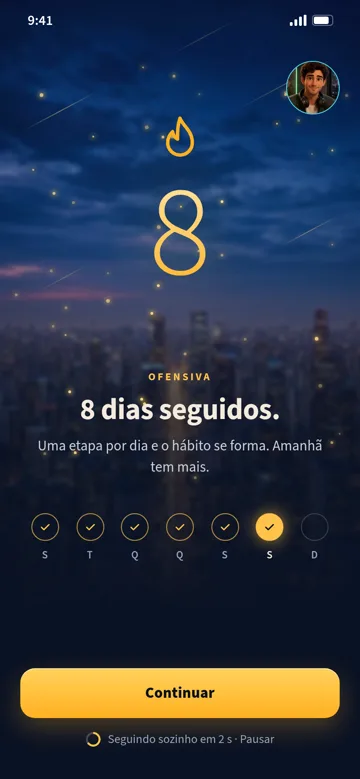 9:41
8
OFENSIVA
8 dias seguidos.
Uma etapa por dia e o hábito se forma. Amanhã
tem mais.
S T Q Q S S D
Continuar
Seguindo sozinho em 2 s · Pausar